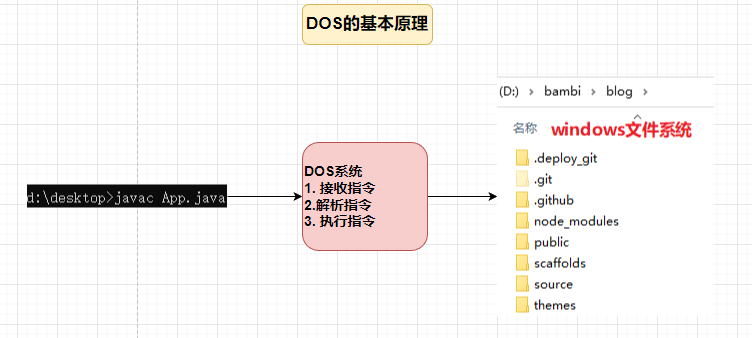 DOS的基本原理
d:\desktop>javac App.java
DOS系统
1. 接收指令
2.解析指令
3. 执行指令
(D:) > bambi > blog >
名称 windows文件系统
.deploy_git
.git
.github
node_modules
public
scaffolds
source
themes